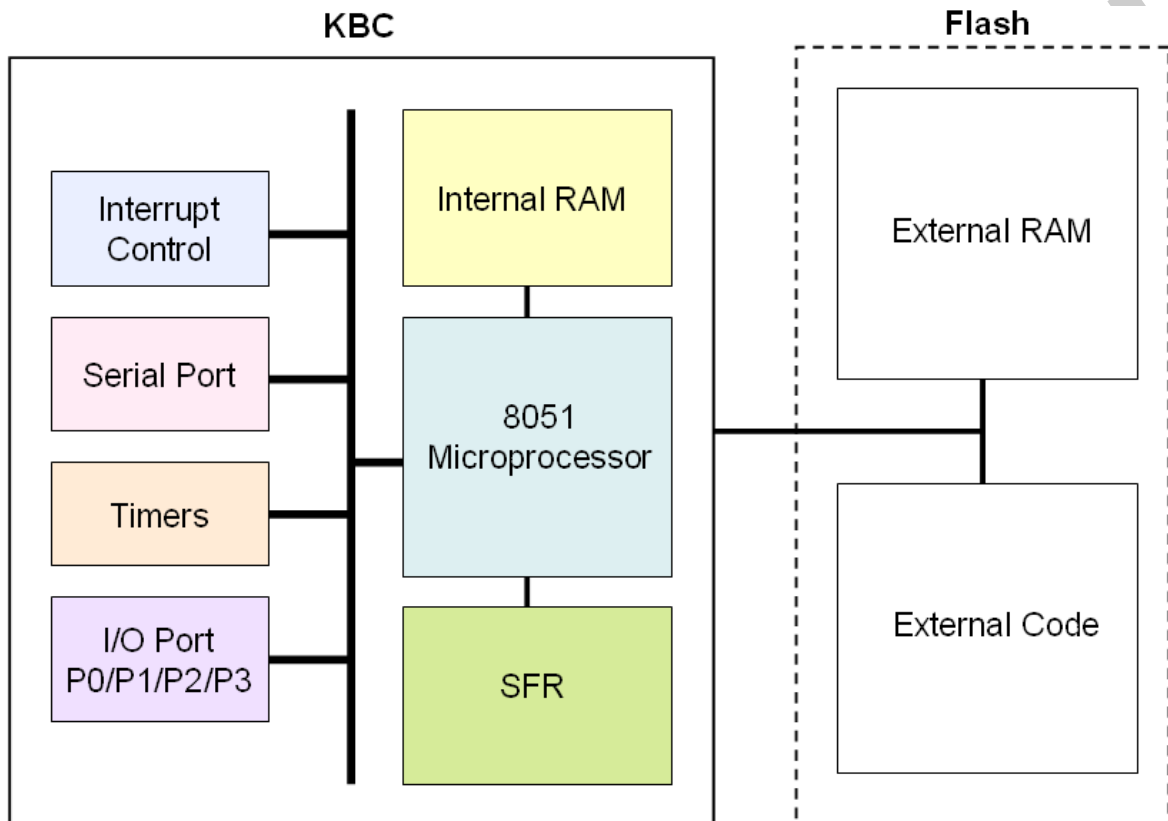 KBC
Flash
Interrupt
Control
Serial Port
Timers
I/O Port
P0/P1/P2/P3
Internal RAM
8051
Microprocessor
SFR
External RAM
External Code